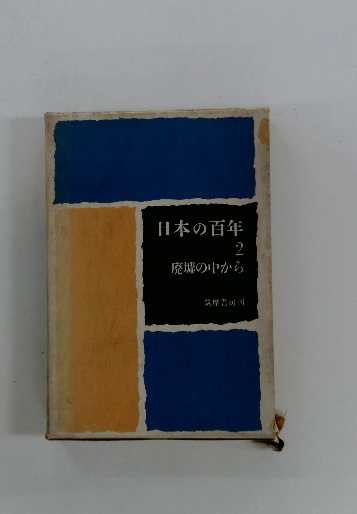 日本の百年
2
廃墟の中から
筑摩書房刊